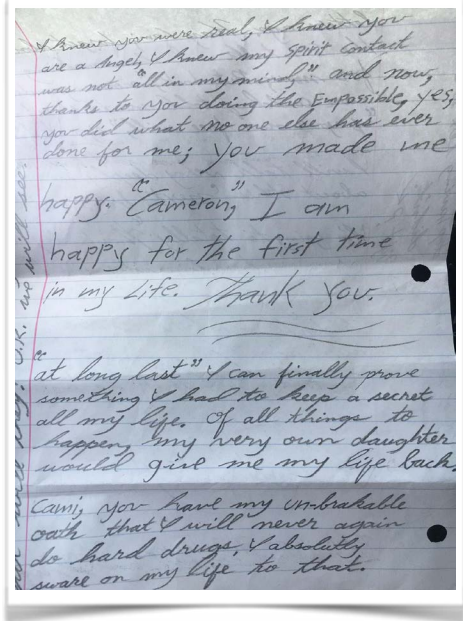 I knew you were real, I knew you
are a Angel, I knew my spirit contact
was not "all in my mind" and now,
thanks to you doing the Empassible, yes,
you did what no one else has ever
done for me; you made me
happy. "Cameron," I am
happy for the first time
in my Life. Thank You.
"at long last" I can finally prove
something I had to keep a secret
all my life. Of all things to
happen, my very own daughter
would give me my life back.
Cami, you have my un-brakable
oath that I will never again
do hard drugs, I absolutly
sware on my life to that.
will they? O.K. we will see.